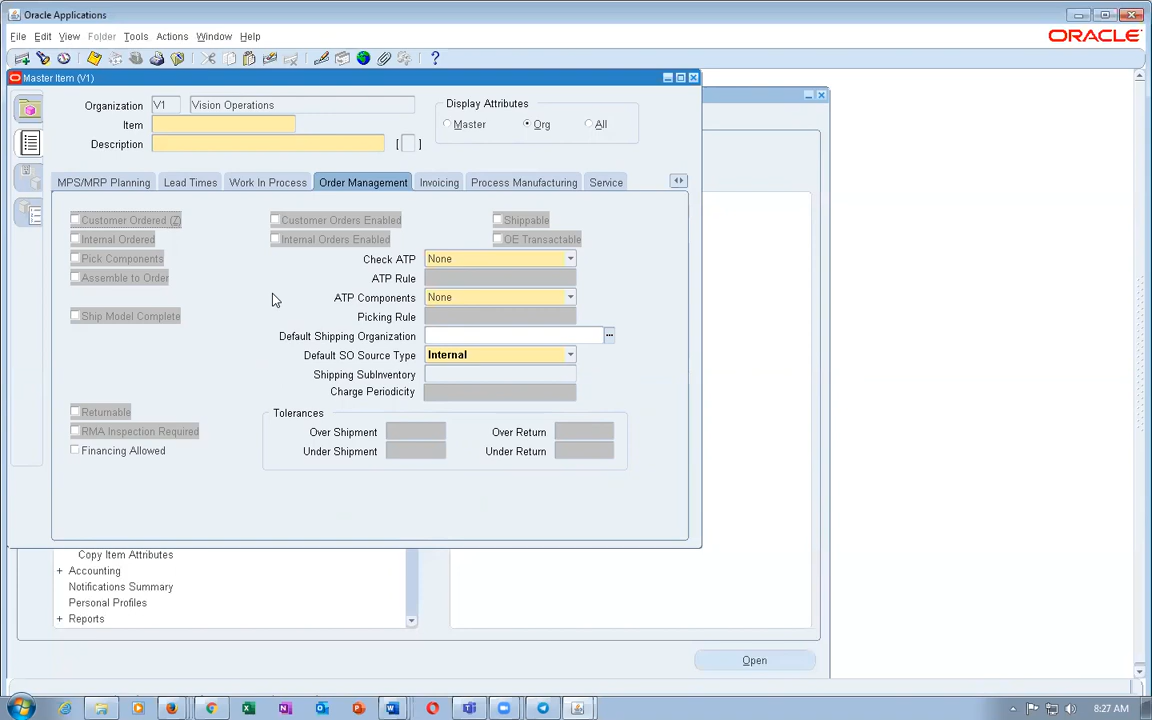 Oracle Applications
File Edit View Folder Tools Actions Window Help
ORACLE
Master Item (V1)
Organization V1 Vision Operations
Display Attributes
Item
Master Org All
Description [ ]
MPS/MRP Planning Lead Times Work In Process Order Management Invoicing Process Manufacturing Service
Customer Ordered (Z) Customer Orders Enabled Shippable
Internal Ordered Internal Orders Enabled OE Transactable
Pick Components Check ATP None
Assemble to Order ATP Rule
ATP Components None
Ship Model Complete Picking Rule
Default Shipping Organization
Default SO Source Type Internal
Shipping SubInventory
Charge Periodicity
Returnable Tolerances
RMA Inspection Required Over Shipment Over Return
Financing Allowed Under Shipment Under Return
Copy Item Attributes
+ Accounting
Notifications Summary
Personal Profiles
+ Reports
Open
8:27 AM